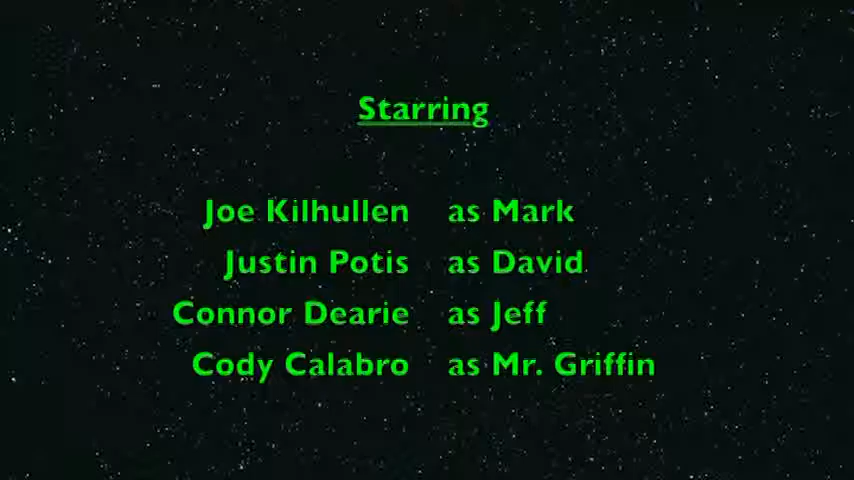 Starring
Joe Kilhullen as Mark
Justin Potis as David
Connor Dearie as Jeff
Cody Calabro as Mr. Griffin